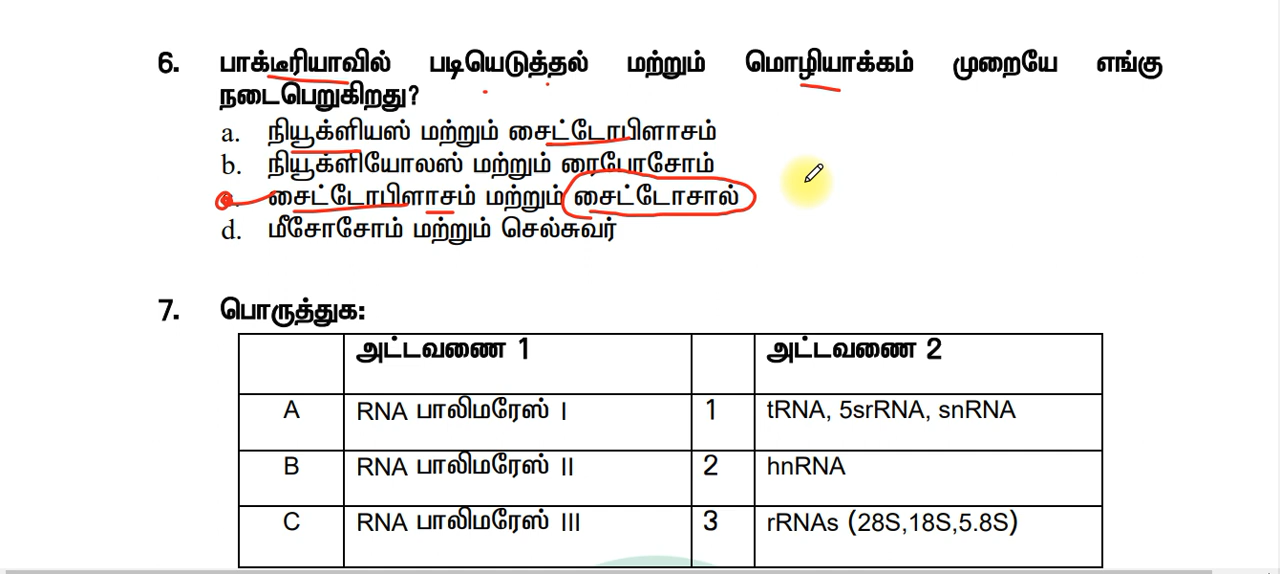 6. பாக்டீரியாவில் படியெடுத்தல் மற்றும் மொழியாக்கம் முறையே எங்கு
நடைபெறுகிறது?
a. நியூக்ளியஸ் மற்றும் சைட்டோபிளாசம்
b. நியூக்ளியோலஸ் மற்றும் ரைபோசோம்
c. சைட்டோபிளாசம் மற்றும் சைட்டோசால்
d. மீசோசோம் மற்றும் செல்சுவர்
7. பொருத்துக:
அட்டவணை 1 அட்டவணை 2
A RNA பாலிமரேஸ் I 1 tRNA, 5srRNA, snRNA
B RNA பாலிமரேஸ் II 2 hnRNA
C RNA பாலிமரேஸ் III 3 rRNAs (28S,18S,5.8S)